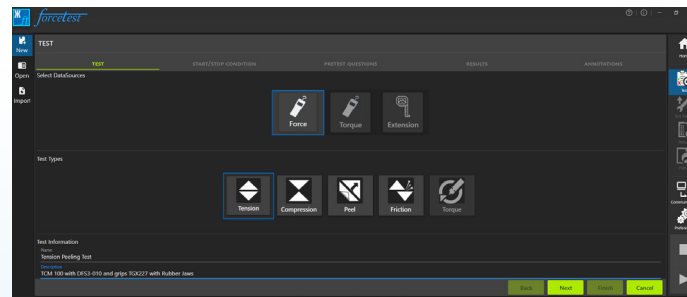 forcetest
New
Open
Import
TEST
TEST START/STOP CONDITION PRETEST QUESTIONS RESULTS ANNOTATIONS
Select DataSources
Force Torque Extension
Test Types
Tension Compression Peel Friction Torque
Test Information
Name
Tension Peeling Test
Description
TCM 100 with DFS3-010 and grips TGX227 with Rubber Jaws
Back Next Finish Cancel